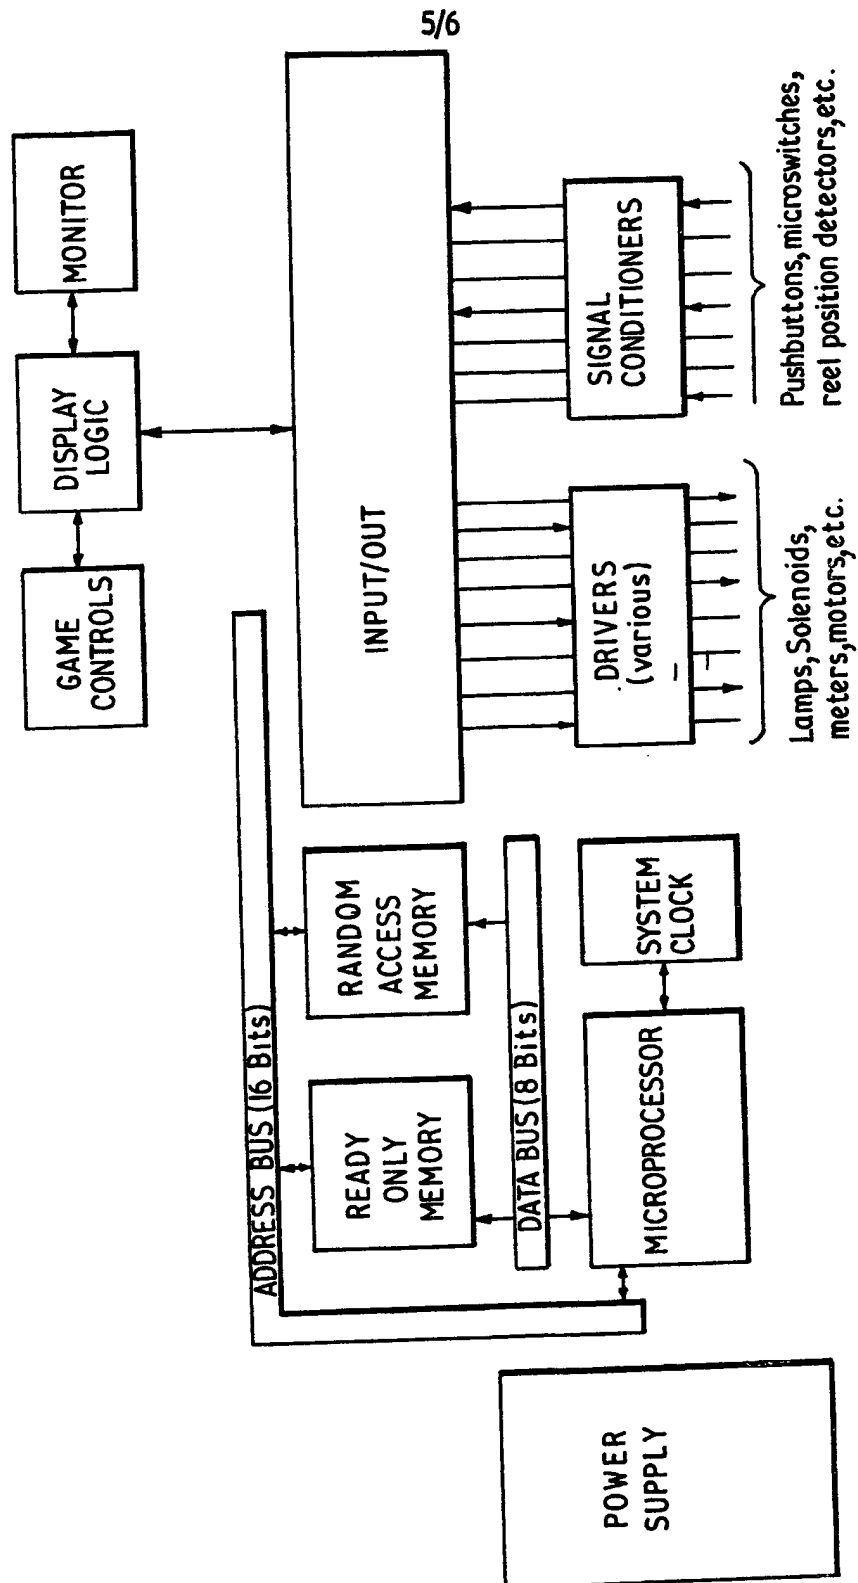 5/6
GAME
CONTROLS
DISPLAY
LOGIC
MONITOR
ADDRESS BUS (16 Bits)
INPUT/OUT
READY
ONLY
MEMORY
RANDOM
ACCESS
MEMORY
DATA BUS (8 Bits)
POWER
SUPPLY
MICROPROCESSOR
SYSTEM
CLOCK
DRIVERS
(various)
SIGNAL
CONDITIONERS
Lamps, Solenoids,
meters, motors, etc.
Pushbuttons, microswitches,
reel position detectors, etc.